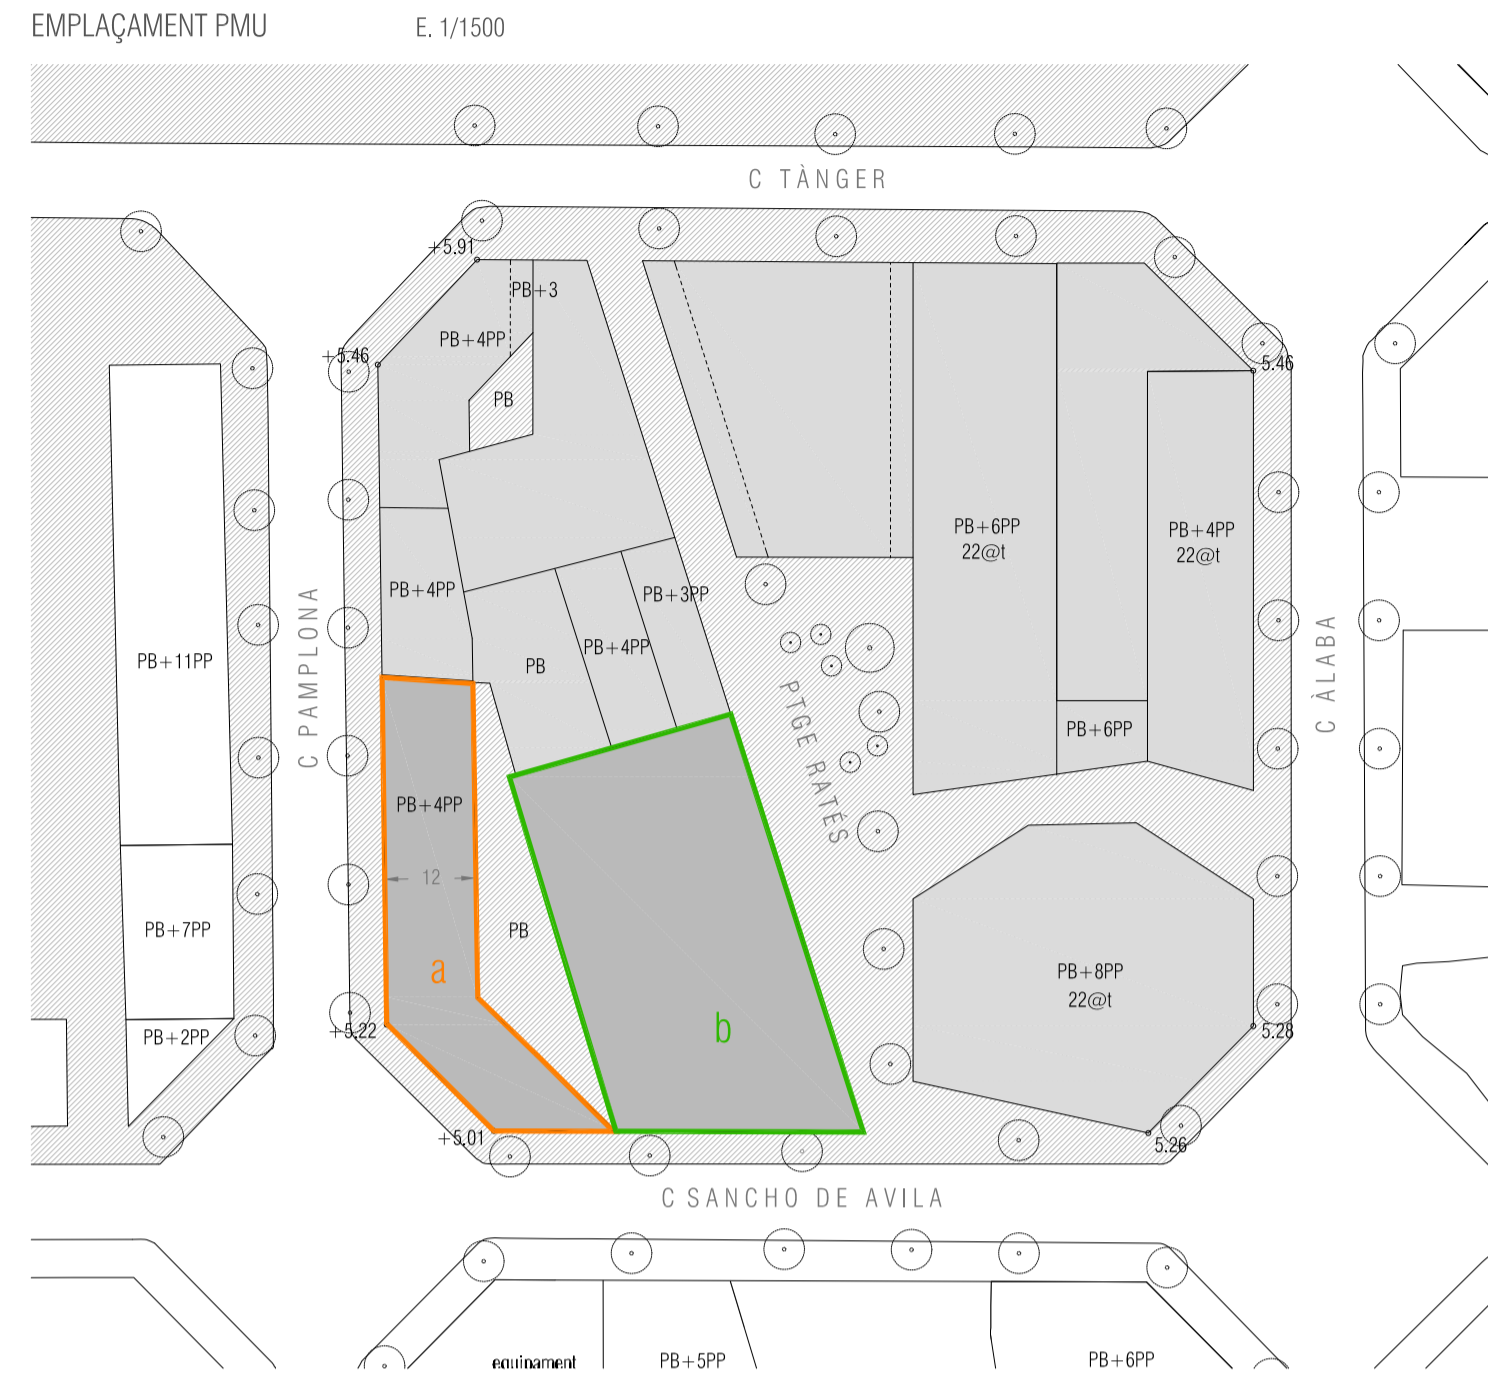 EMPLAÇAMENT PMU
E. 1/1500
C TÀNGER
+5.91
PB+3
PB+4PP
+5.46
5.46
PB
PB+6PP
22@t
PB+4PP
22@t
PB+4PP
PB+3PP
PB+4PP
PB
C PAMPLONA
PB+11PP
PTGE RATÉS
C ÀLABA
PB+6PP
PB+4PP
12
PB
PB+7PP
a
b
PB+8PP
22@t
+5.22
PB+2PP
5.28
+5.01
5.26
C SANCHO DE AVILA
equipament
PB+5PP
PB+6PP